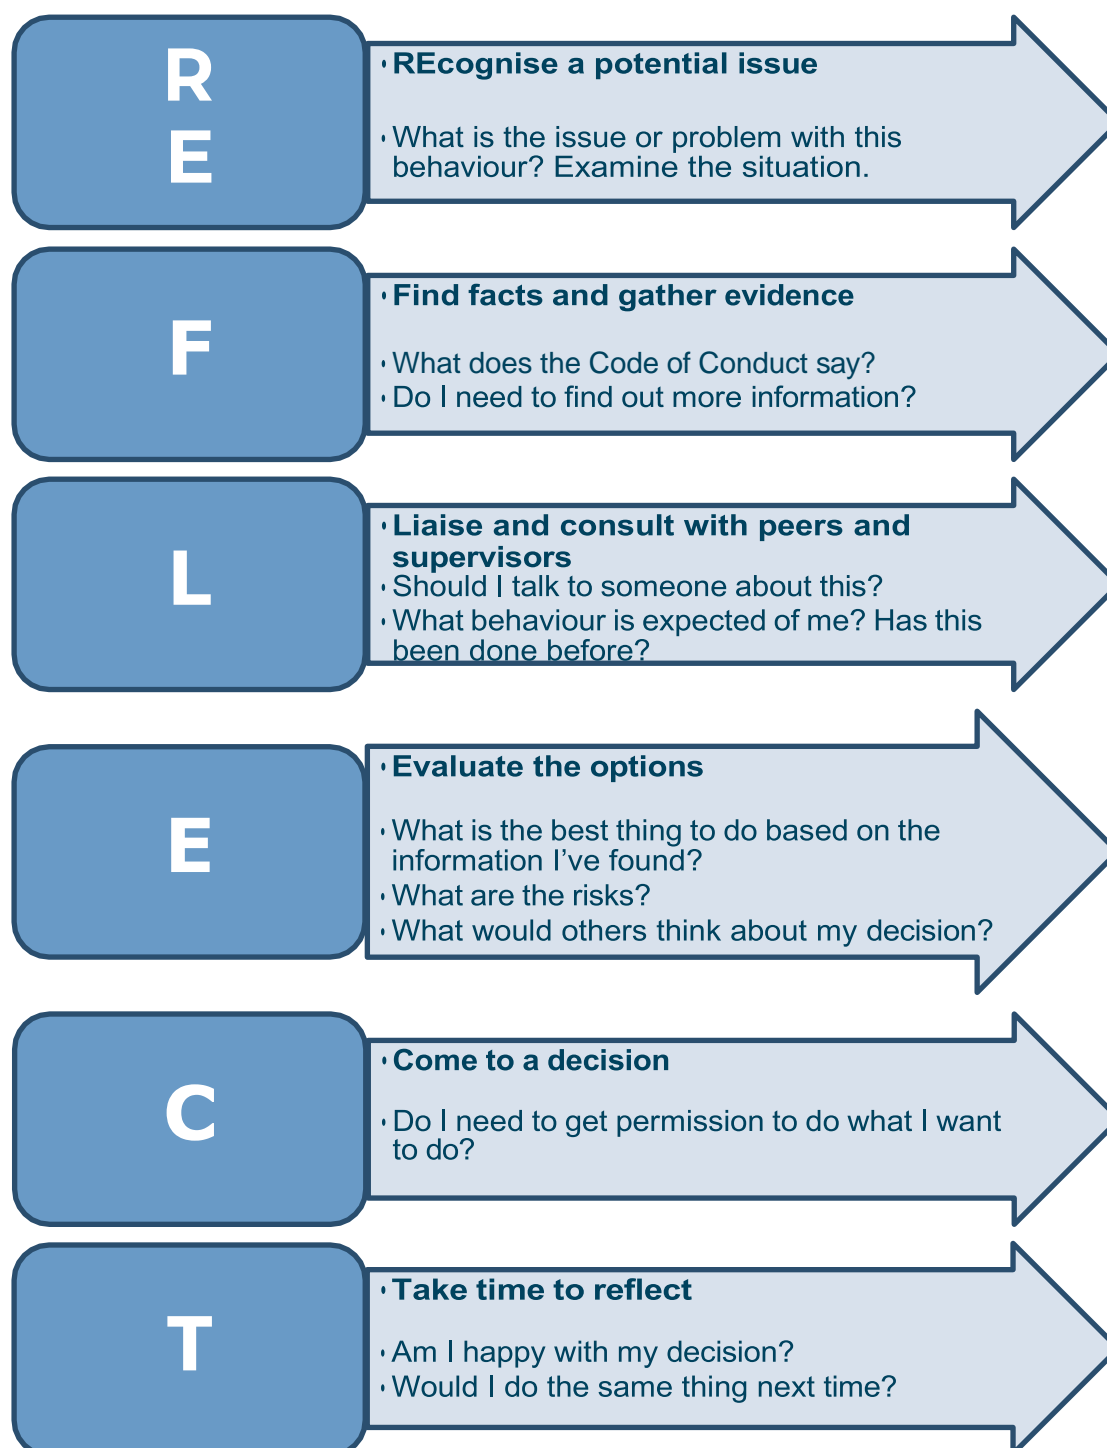 R
E
• REcognise a potential issue
• What is the issue or problem with this
behaviour? Examine the situation.
F
• Find facts and gather evidence
• What does the Code of Conduct say?
• Do I need to find out more information?
L
• Liaise and consult with peers and
supervisors
• Should I talk to someone about this?
• What behaviour is expected of me? Has this
been done before?
E
• Evaluate the options
• What is the best thing to do based on the
information I’ve found?
• What are the risks?
• What would others think about my decision?
C
• Come to a decision
• Do I need to get permission to do what I want
to do?
T
• Take time to reflect
• Am I happy with my decision?
• Would I do the same thing next time?